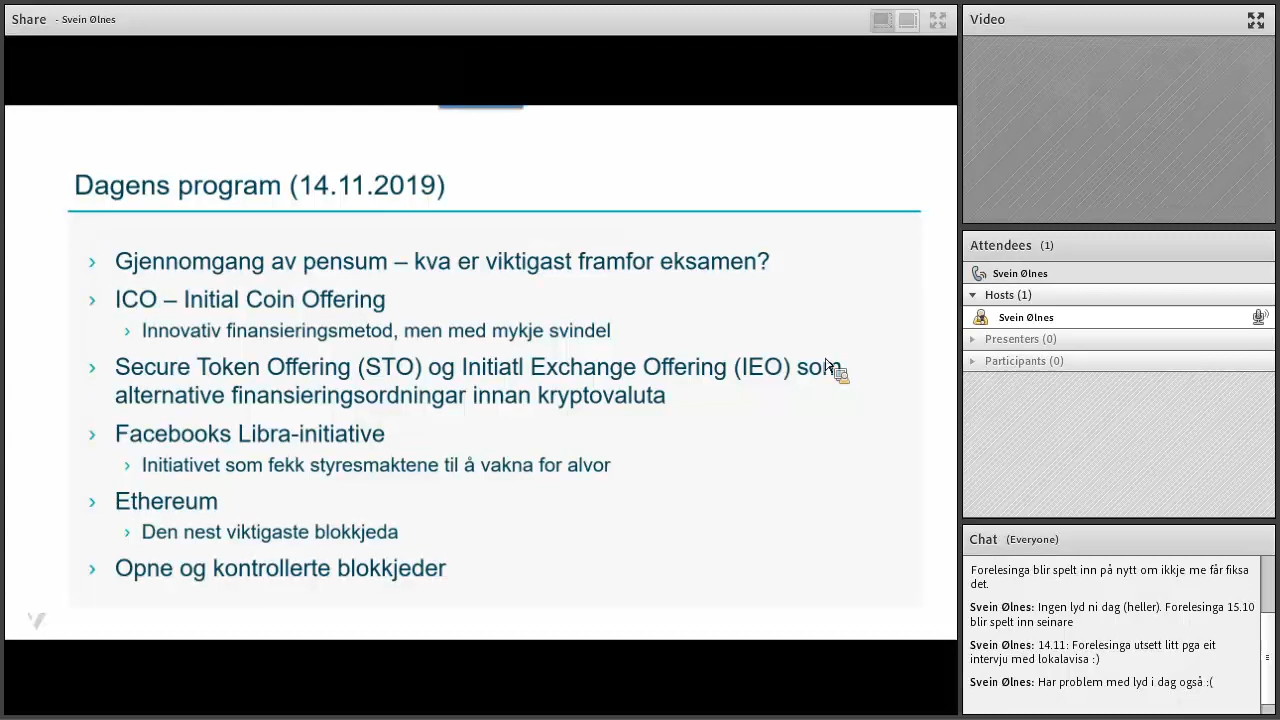 Share - Svein Ølnes
Dagens program (14.11.2019)
› Gjennomgang av pensum – kva er viktigast framfor eksamen?
› ICO – Initial Coin Offering
› Innovativ finansieringsmetod, men med mykje svindel
› Secure Token Offering (STO) og Initiatl Exchange Offering (IEO) som
alternative finansieringsordningar innan kryptovaluta
› Facebooks Libra-initiative
› Initiativet som fekk styresmaktene til å vakna for alvor
› Ethereum
› Den nest viktigaste blokkjeda
› Opne og kontrollerte blokkjeder
Video
Attendees (1)
Svein Ølnes
Hosts (1)
Svein Ølnes
Presenters (0)
Participants (0)
Chat (Everyone)
Forelesinga blir spelt inn på nytt om ikkje me får fiksa
det.
Svein Ølnes: Ingen lyd ni dag (heller). Forelesinga 15.10
blir spelt inn seinare
Svein Ølnes: 14.11: Forelesinga utsett litt pga eit
intervju med lokalavisa :)
Svein Ølnes: Har problem med lyd i dag også :(